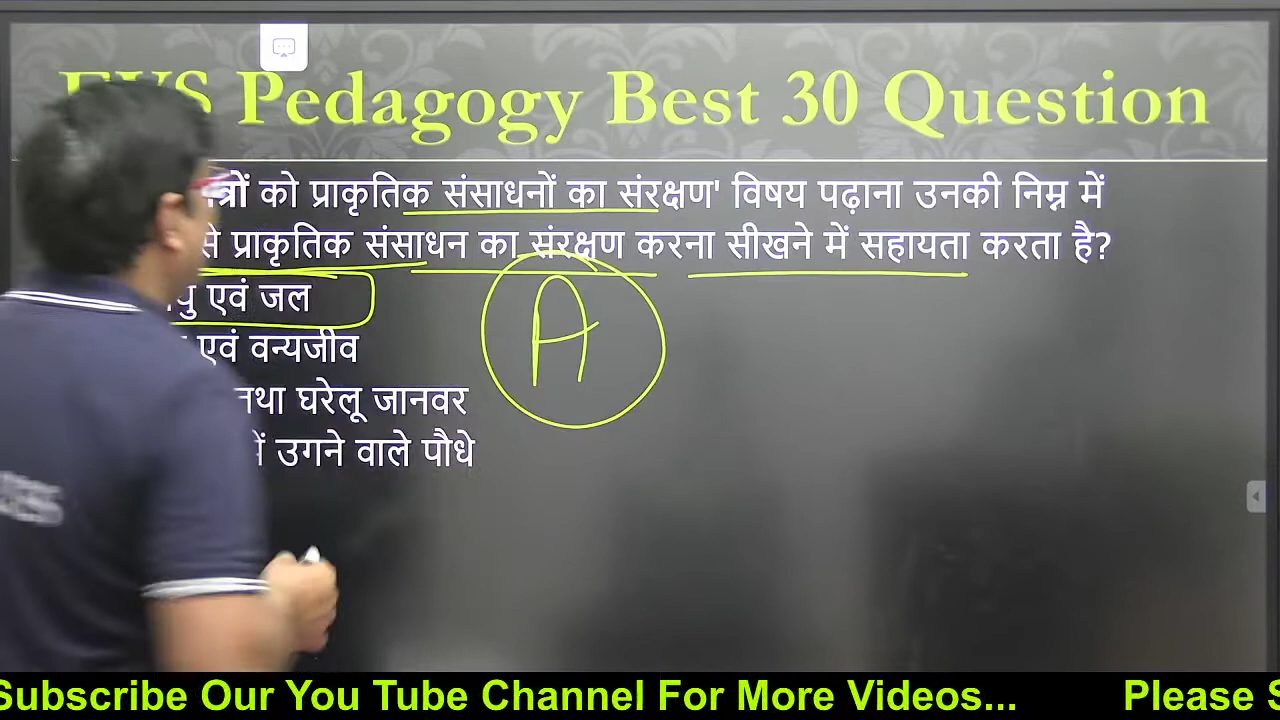 Pedagogy Best 30 Question
को प्राकृतिक संसाधनों का संरक्षण' विषय पढ़ाना उनकी निम्न में
से प्राकृतिक संसाधन का संरक्षण करना सीखने में सहायता करता है?
एवं जल
एवं वन्यजीव
तथा घरेलू जानवर
में उगने वाले पौधे
A
Subscribe Our You Tube Channel For More Videos... Please